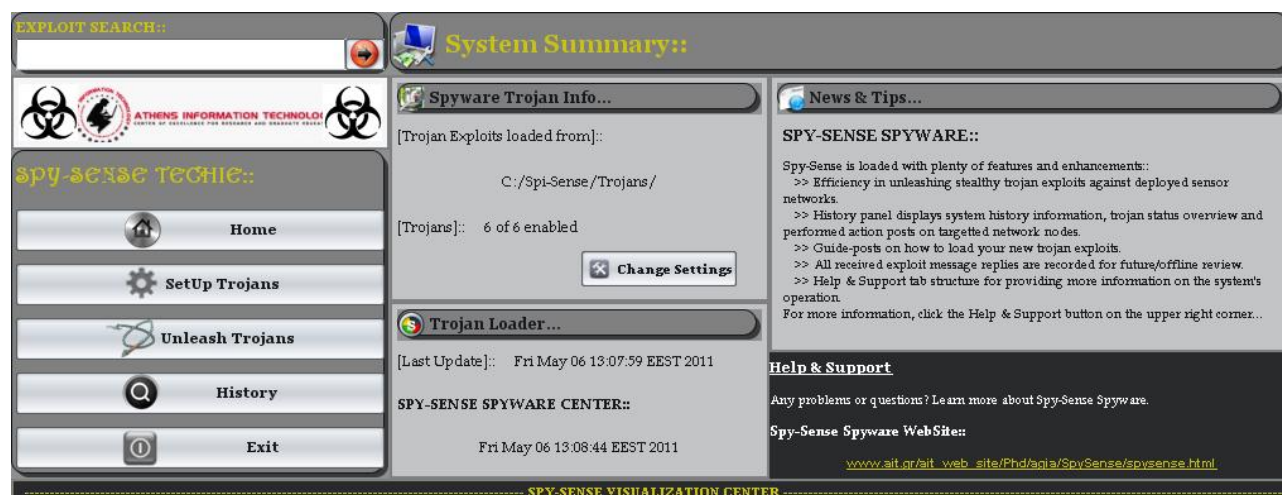 EXPLOIT SEARCH::
System Summary::
ATHENS INFORMATION TECHNOLO
CENTER OF EXCELLENCE FOR RESEARCH AND GRADUATE
SPY-SENSE TECHIE::
Home
SetUp Trojans
Unleash Trojans
History
Exit
Spyware Trojan Info...
[Trojan Exploits loaded from]::
C:/Spi-Sense/Trojans/
[Trojans]:: 6 of 6 enabled
Change Settings
Trojan Loader...
[Last Update]:: Fri May 06 13:07:59 EEST 2011
SPY-SENSE SPYWARE CENTER::
Fri May 06 13:08:44 EEST 2011
News & Tips...
SPY-SENSE SPYWARE::
Spy-Sense is loaded with plenty of features and enhancements::
>> Efficiency in unleashing stealthy trojan exploits against deployed sensor
networks.
>> History panel displays system history information, trojan status overview and
performed action posts on targetted network nodes.
>> Guide-posts on how to load your new trojan exploits.
>> All received exploit message replies are recorded for future/offline review.
>> Help & Support tab structure for providing more information on the system's
operation.
For more information, click the Help & Support button on the upper right corner...
Help & Support
Any problems or questions? Learn more about Spy-Sense Spyware.
Spy-Sense Spyware WebSite::
www.ait.gr/ait_web_site/Phd/agia/SpySense/spysense.html
SPY-SENSE VISUALIZATION CENTER